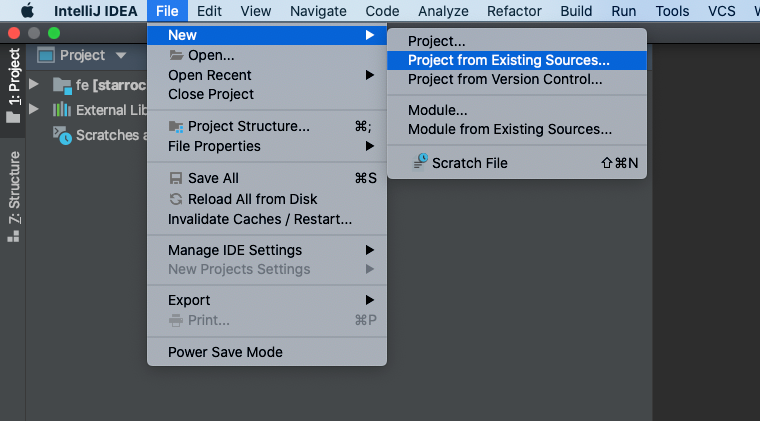 IntelliJ IDEA File Edit View Navigate Code Analyze Refactor Build Run Tools VCS
Project
1: Project
fe [starroc
External Lib
Scratches a
Z: Structure
New
Open...
Open Recent
Close Project
Project Structure... ⌘;
File Properties
Save All ⌘S
Reload All from Disk
Invalidate Caches / Restart...
Manage IDE Settings
New Projects Settings
Export
Print... ⌘P
Power Save Mode
Project...
Project from Existing Sources...
Project from Version Control...
Module...
Module from Existing Sources...
Scratch File ⇧⌘N